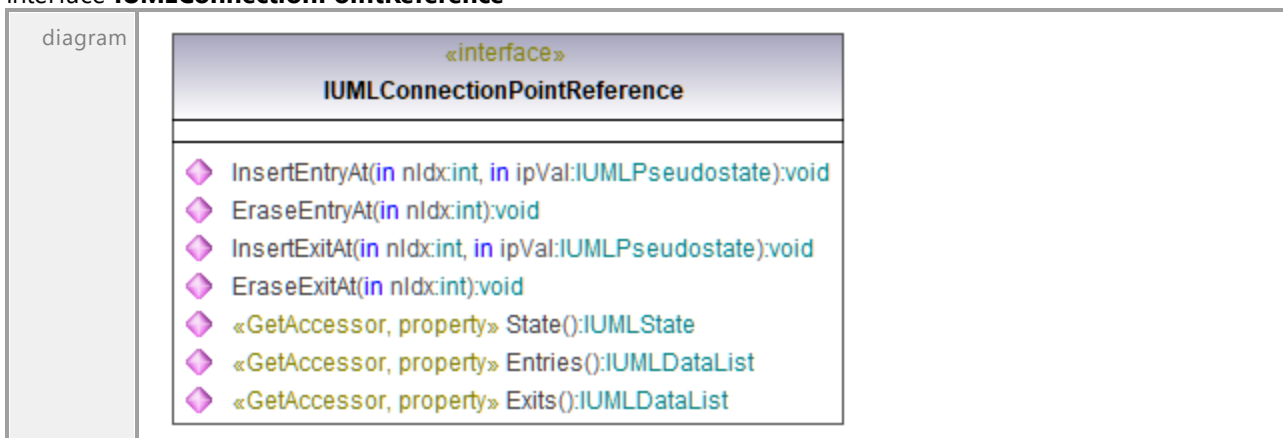 interface IUMLConnectionPointReference
diagram
«interface»
IUMLConnectionPointReference
InsertEntryAt(in nIdx:int, in ipVal:IUMLPseudostate):void
EraseEntryAt(in nIdx:int):void
InsertExitAt(in nIdx:int, in ipVal:IUMLPseudostate):void
EraseExitAt(in nIdx:int):void
«GetAccessor, property» State():IUMLState
«GetAccessor, property» Entries():IUMLDataList
«GetAccessor, property» Exits():IUMLDataList